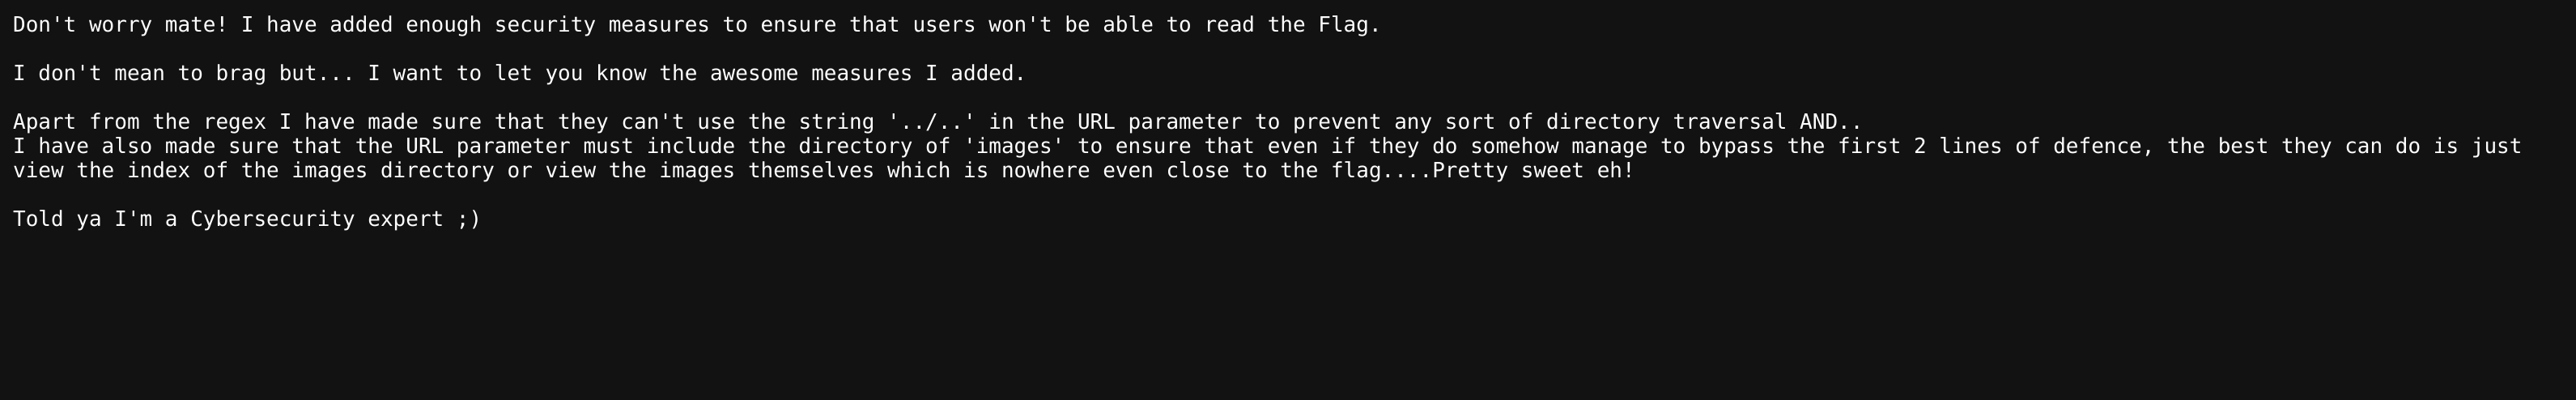 Don't worry mate! I have added enough security measures to ensure that users won't be able to read the Flag.
I don't mean to brag but... I want to let you know the awesome measures I added.
Apart from the regex I have made sure that they can't use the string '../..' in the URL parameter to prevent any sort of directory traversal AND..
I have also made sure that the URL parameter must include the directory of 'images' to ensure that even if they do somehow manage to bypass the first 2 lines of defence, the best they can do is just
view the index of the images directory or view the images themselves which is nowhere even close to the flag....Pretty sweet eh!
Told ya I'm a Cybersecurity expert ;)